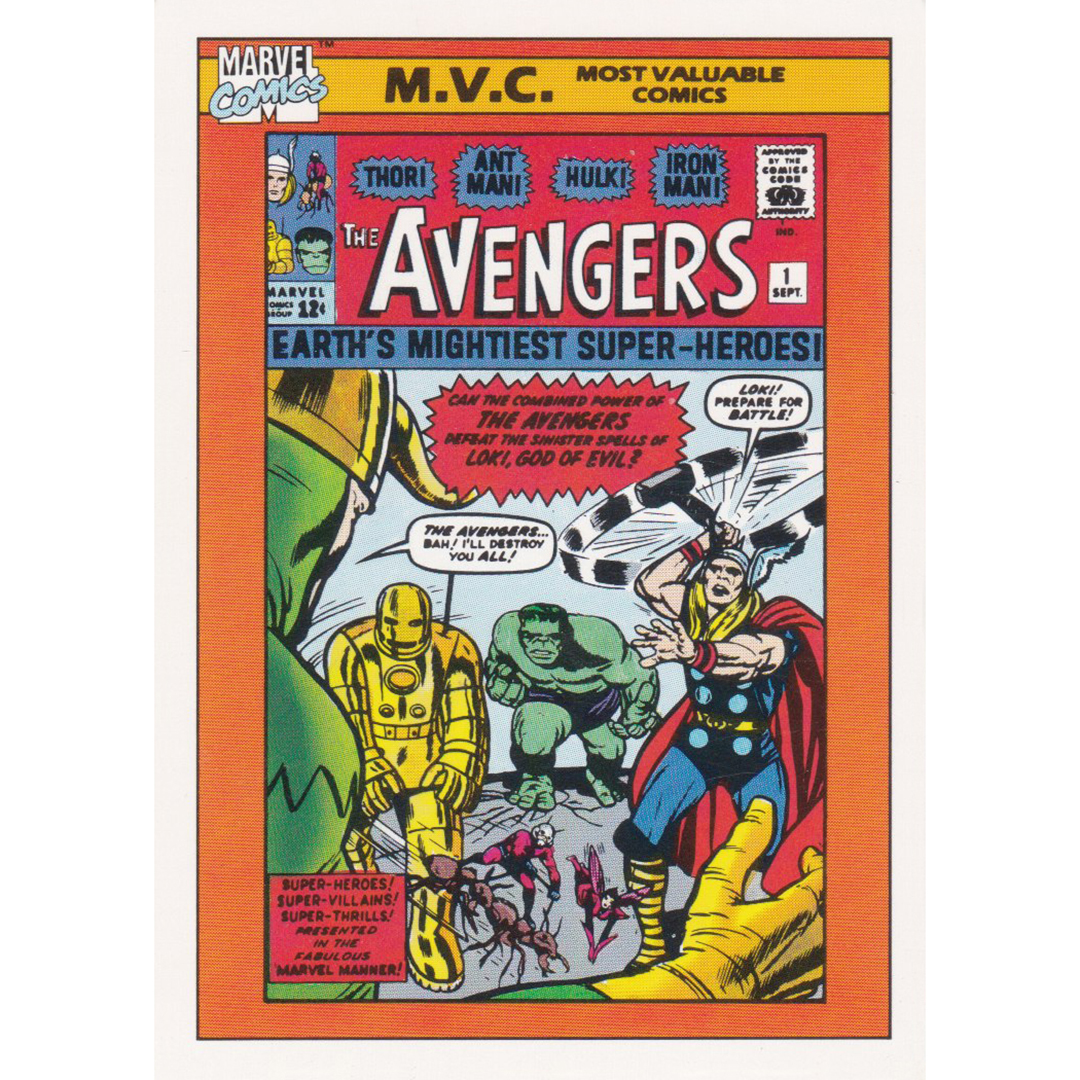 MARVEL™
COMICS
M.V.C.
MOST VALUABLE
COMICS
THOR!
ANT
MAN!
HULK!
IRON
MAN!
APPROVED
BY THE
COMICS
CODE
AUTHORITY
IND.
THE AVENGERS
1
SEPT.
MARVEL
COMICS
GROUP 12¢
EARTH'S MIGHTIEST SUPER-HEROES!
CAN THE COMBINED POWER OF
THE AVENGERS
DEFEAT THE SINISTER SPELLS OF
LOKI, GOD OF EVIL?
LOKI!
PREPARE FOR
BATTLE!
THE AVENGERS...
BAH! I'LL DESTROY
YOU ALL!
SUPER-HEROES!
SUPER-VILLAINS!
SUPER-THRILLS!
PRESENTED
IN THE
FABULOUS
MARVEL MANNER!